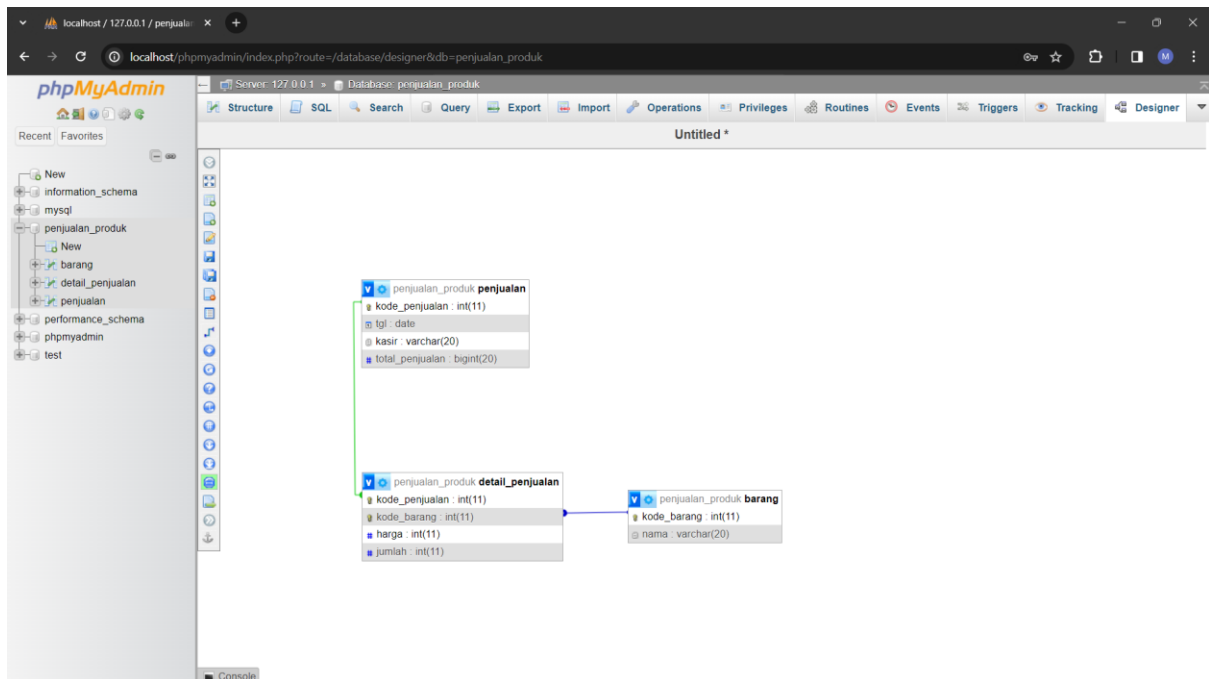 localhost / 127.0.0.1 / penjualan
localhost/phpmyadmin/index.php?route=/database/designer&db=penjualan_produk
M
phpMyAdmin
Recent Favorites
New
information_schema
mysql
penjualan_produk
New
barang
detail_penjualan
penjualan
performance_schema
phpmyadmin
test
Server: 127.0.0.1 » Database: penjualan_produk
Structure SQL Search Query Export Import Operations Privileges Routines Events Triggers Tracking Designer
Untitled *
V penjualan_produk penjualan
kode_penjualan : int(11)
tgl : date
kasir : varchar(20)
# total_penjualan : bigint(20)
V penjualan_produk detail_penjualan
kode_penjualan : int(11)
kode_barang : int(11)
# harga : int(11)
# jumlah : int(11)
V penjualan_produk barang
kode_barang : int(11)
nama : varchar(20)
Console